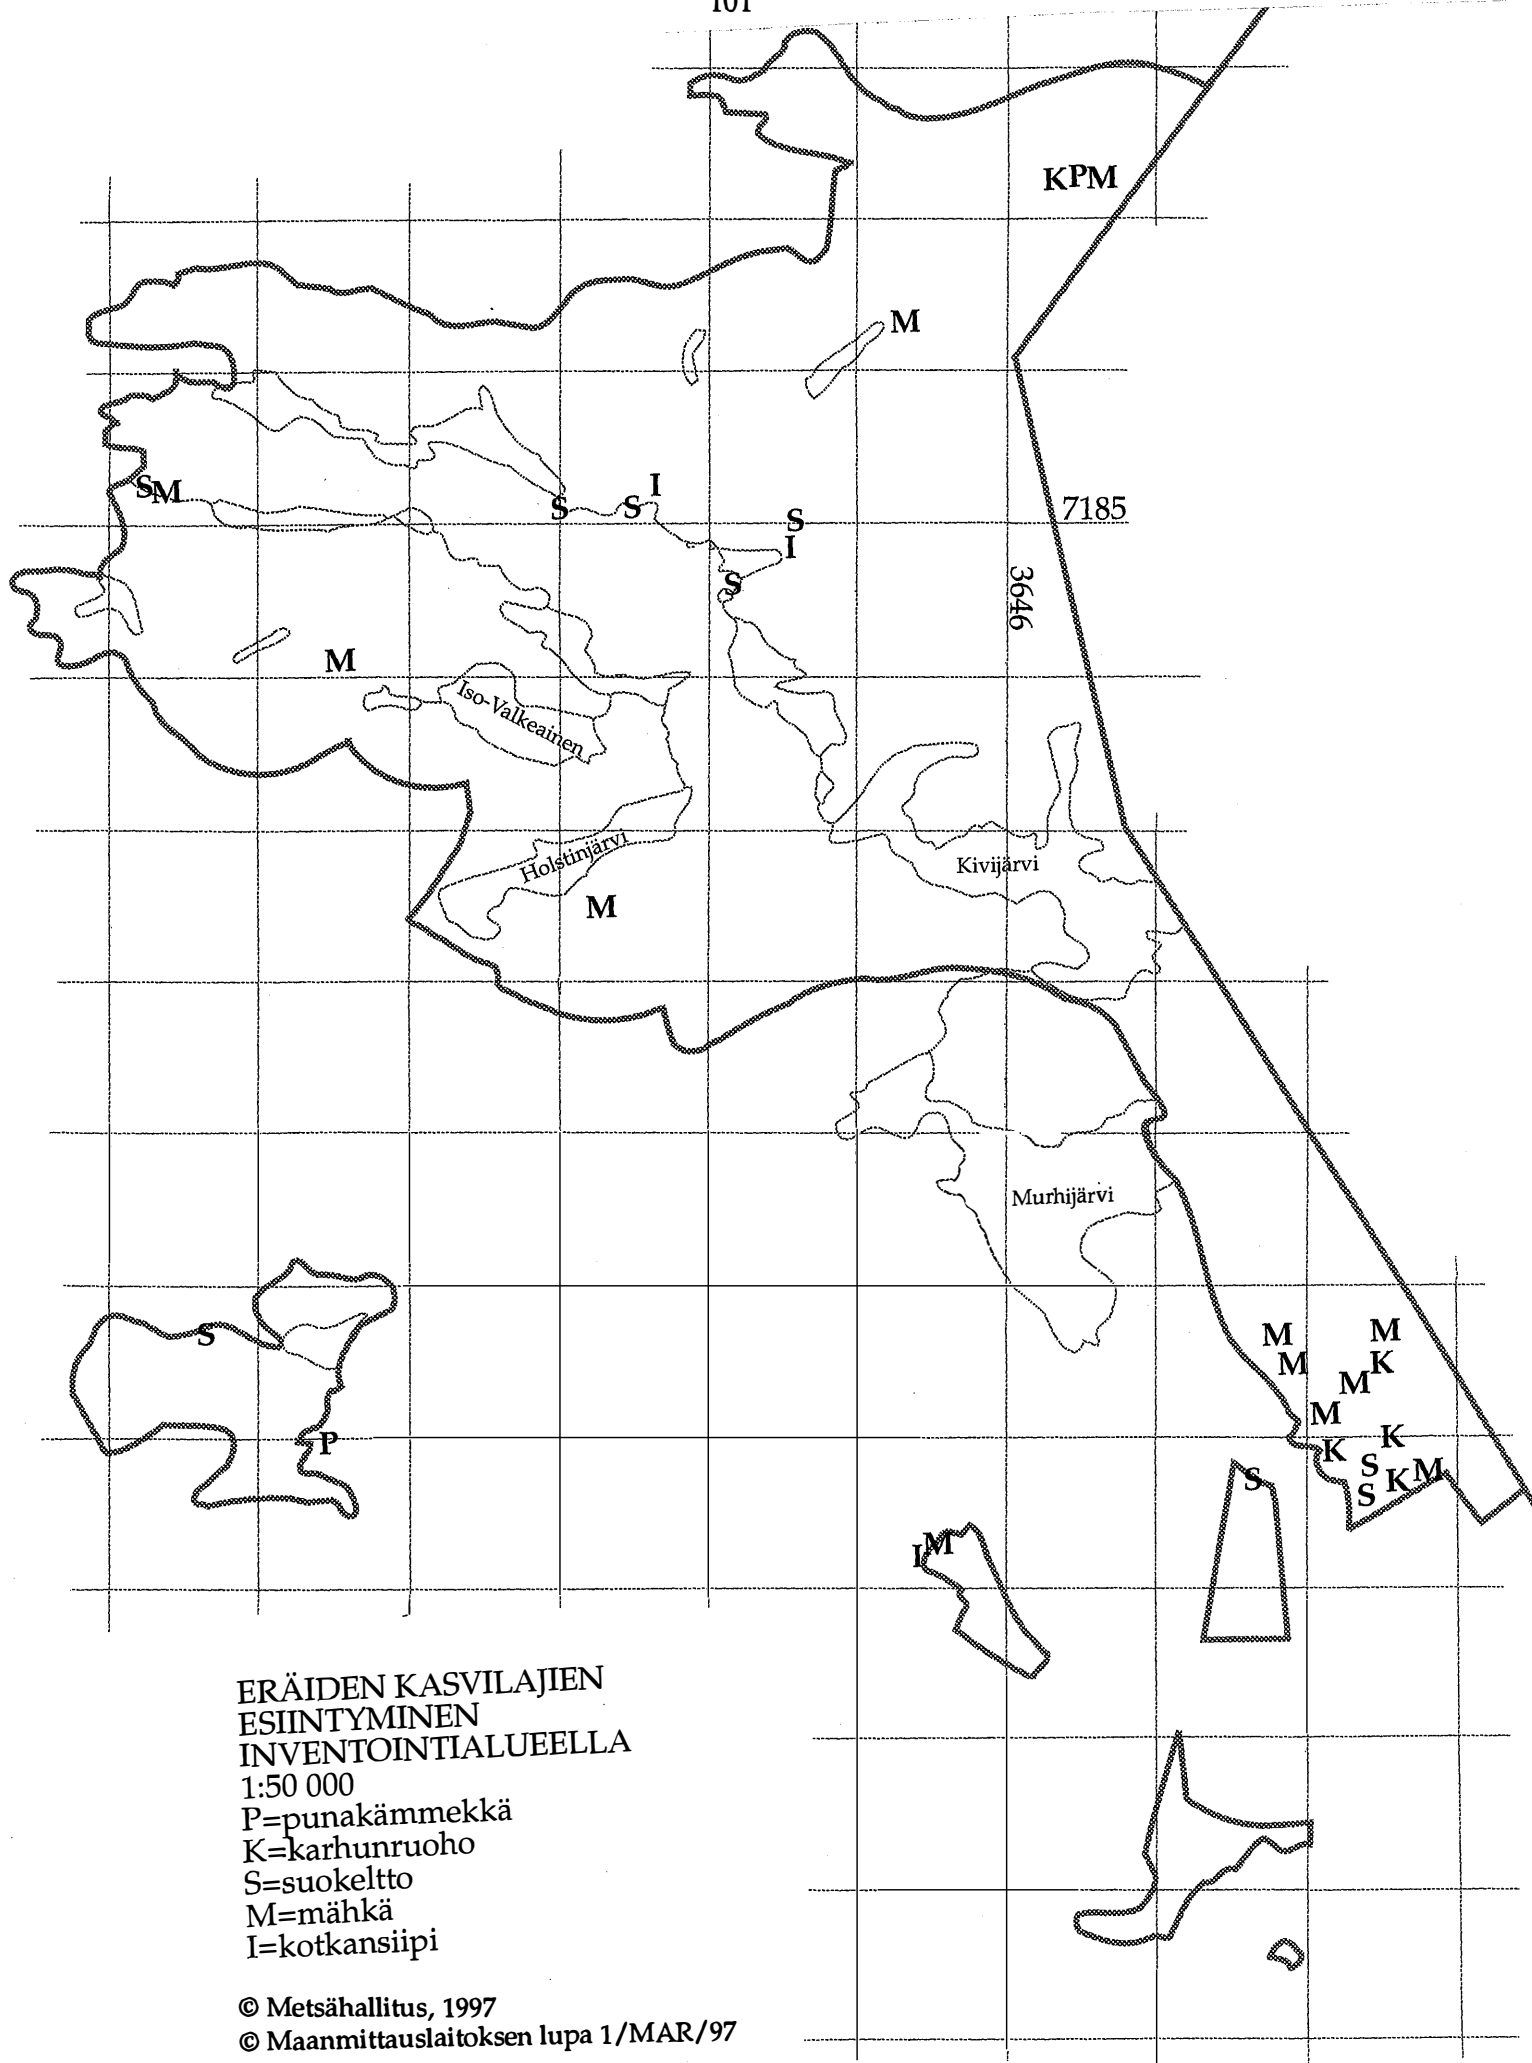 101
KPM
M
SM
S
S
I
S
I
S
7185
3646
M
Iso-Valkeainen
Holstinjärvi
Kivijärvi
M
Murhijärvi
S
P
M
M
M
K
M
M
K
K
S
S
K
M
S
IM
ERÄIDEN KASVILAJIEN
ESIINTYMINEN
INVENTOINTIALUEELLA
1:50 000
P=punakämmekkä
K=karhunruoho
S=suokeltto
M=mähkä
I=kotkansiipi
© Metsähallitus, 1997
© Maanmittauslaitoksen lupa 1/MAR/97